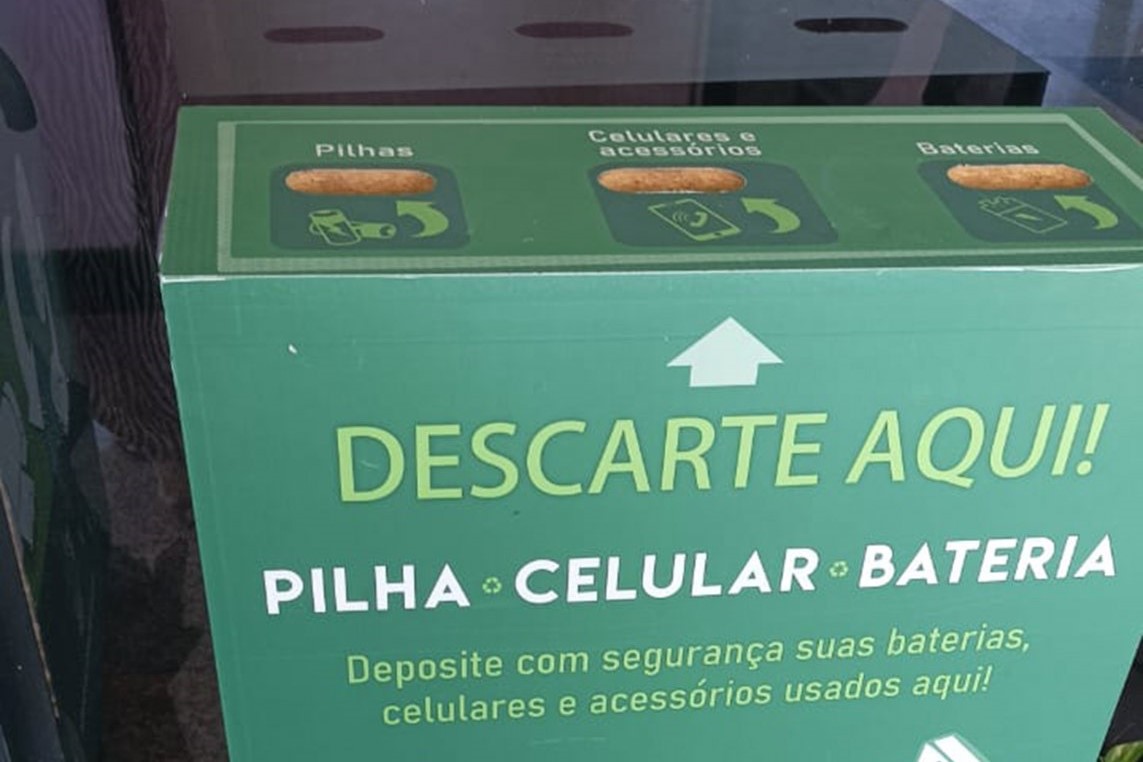 Pilhas
Celulares e
acessórios
Baterias
DESCARTE AQUI!
PILHA CELULAR BATERIA
Deposite com segurança suas baterias,
celulares e acessórios usados aqui!